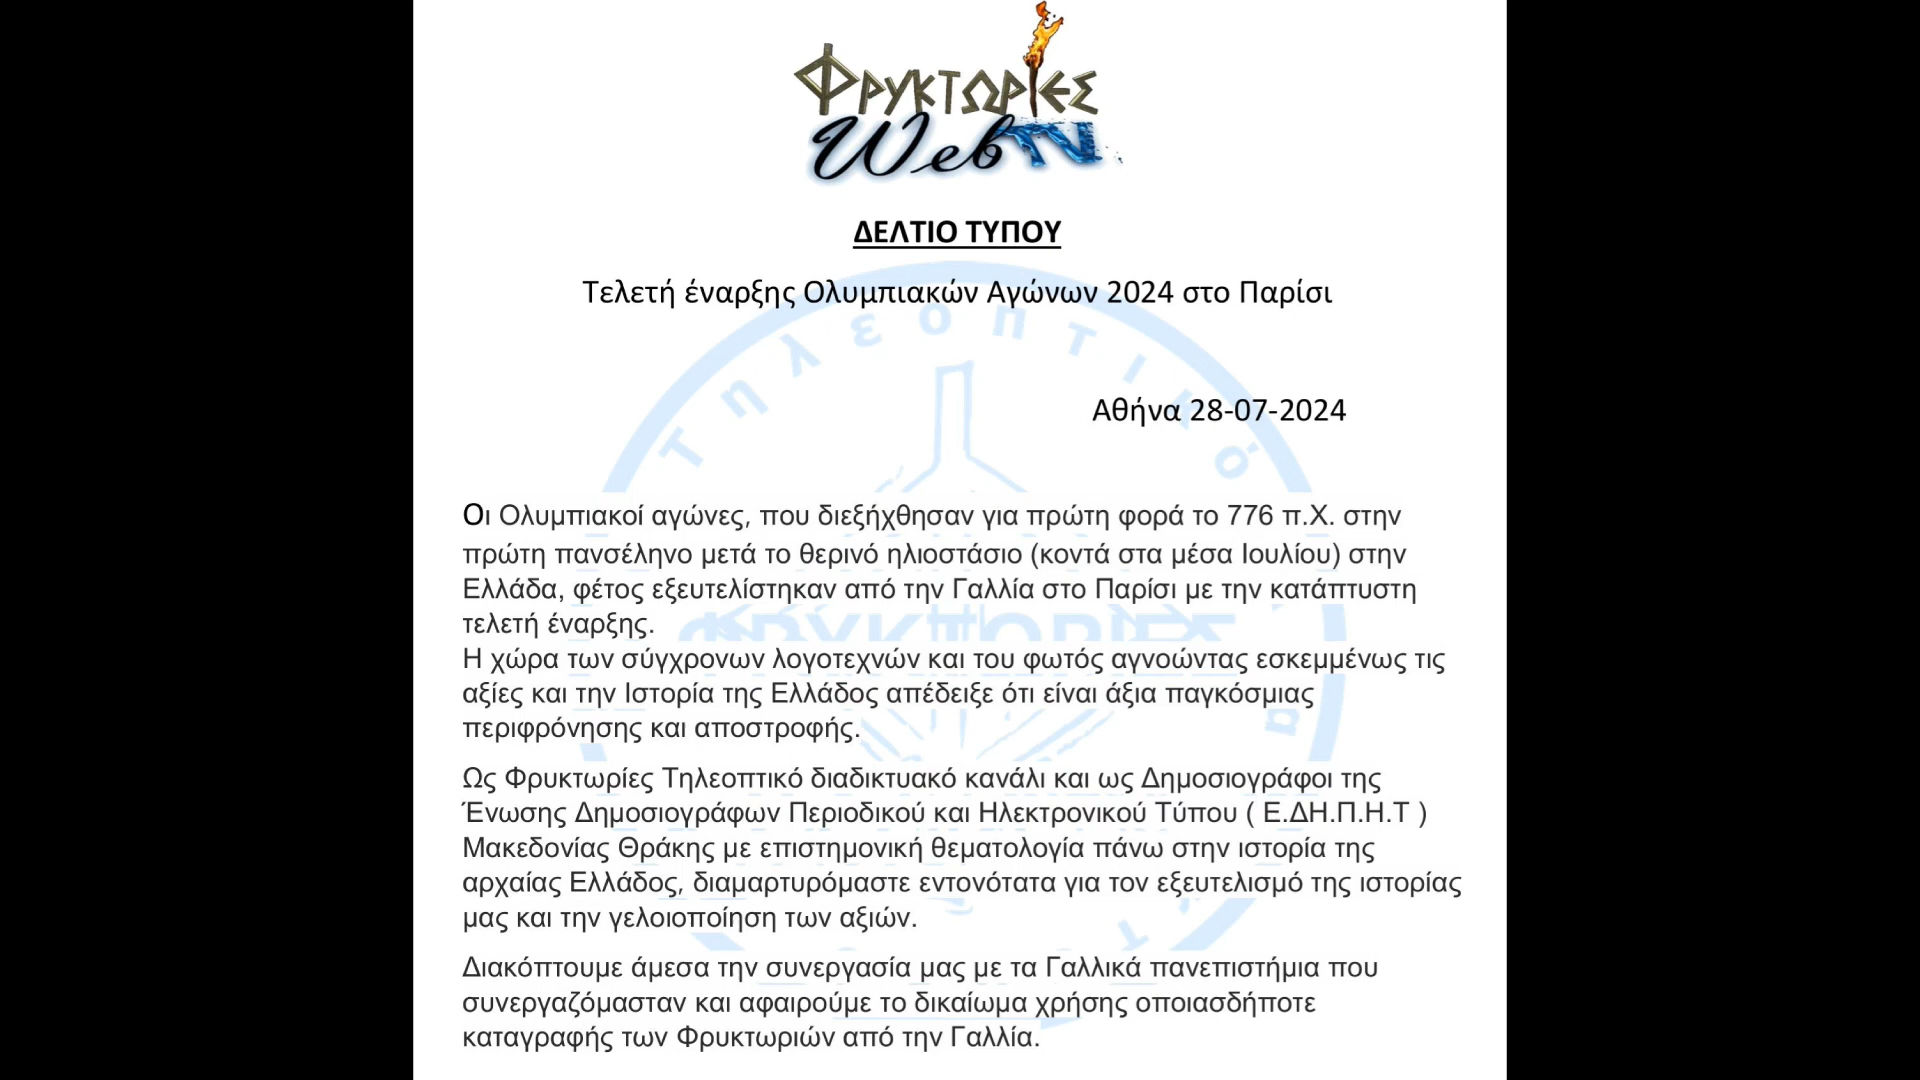 ΦΡΥΚΤΩΡΙΕΣ
Web TV
ΔΕΛΤΙΟ ΤΥΠΟΥ
Τελετή έναρξης Ολυμπιακών Αγώνων 2024 στο Παρίσι
Τηλεοπτικό
Αθήνα 28-07-2024
Οι Ολυμπιακοί αγώνες, που διεξήχθησαν για πρώτη φορά το 776 π.Χ. στην
πρώτη πανσέληνο μετά το θερινό ηλιοστάσιο (κοντά στα μέσα Ιουλίου) στην
Ελλάδα, φέτος εξευτελίστηκαν από την Γαλλία στο Παρίσι με την κατάπτυστη
τελετή έναρξης.
ΦΡΥΚΤΩΡΙΕΣ
Η χώρα των σύγχρονων λογοτεχνών και του φωτός αγνοώντας εσκεμμένως τις
αξίες και την Ιστορία της Ελλάδος απέδειξε ότι είναι άξια παγκόσμιας
περιφρόνησης και αποστροφής.
Ως Φρυκτωρίες Τηλεοπτικό διαδικτυακό κανάλι και ως Δημοσιογράφοι της
Ένωσης Δημοσιογράφων Περιοδικού και Ηλεκτρονικού Τύπου ( Ε.ΔΗ.Π.Η.Τ )
Μακεδονίας Θράκης με επιστημονική θεματολογία πάνω στην ιστορία της
αρχαίας Ελλάδος, διαμαρτυρόμαστε εντονότατα για τον εξευτελισμό της ιστορίας
μας και την γελοιοποίηση των αξιών.
Διακόπτουμε άμεσα την συνεργασία μας με τα Γαλλικά πανεπιστήμια που
συνεργαζόμασταν και αφαιρούμε το δικαίωμα χρήσης οποιασδήποτε
καταγραφής των Φρυκτωριών από την Γαλλία.